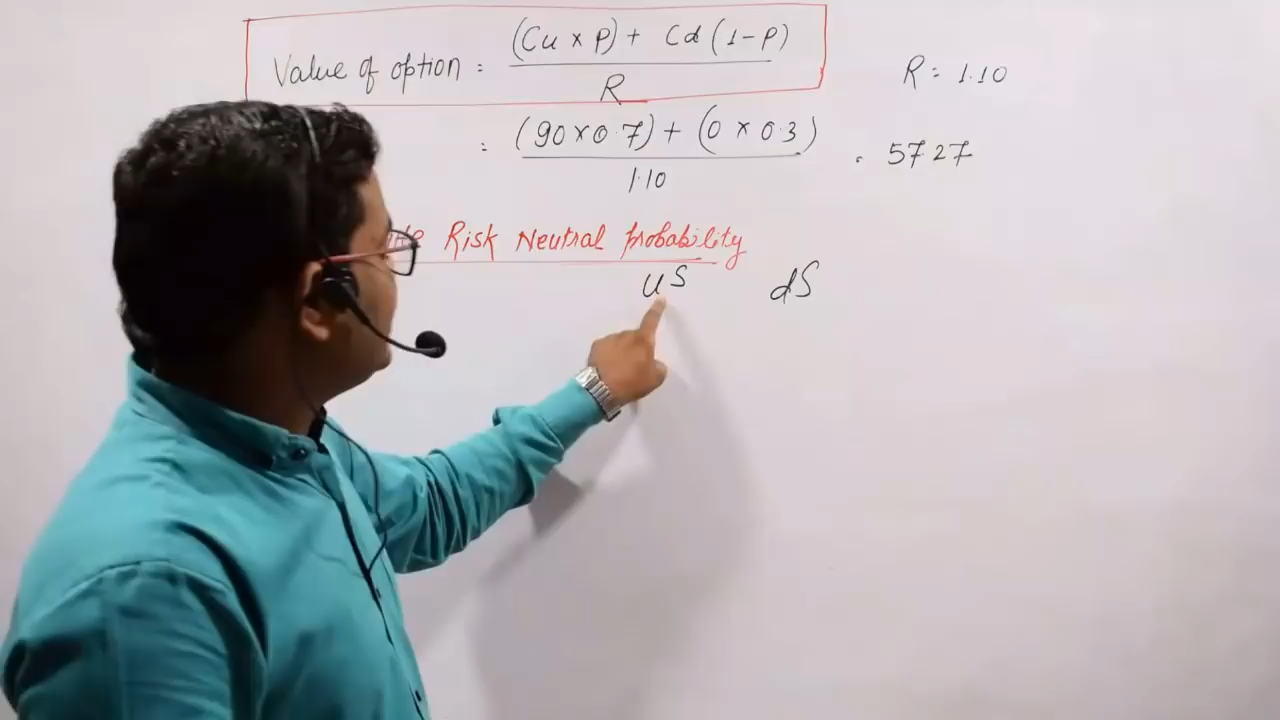 Value of option = (Cu x P) + Cd (1-P) / R
R = 1.10
= (90 x 0.7) + (0 x 0.3) / 1.10
. 57.27
Risk Neutral probability
uS dS